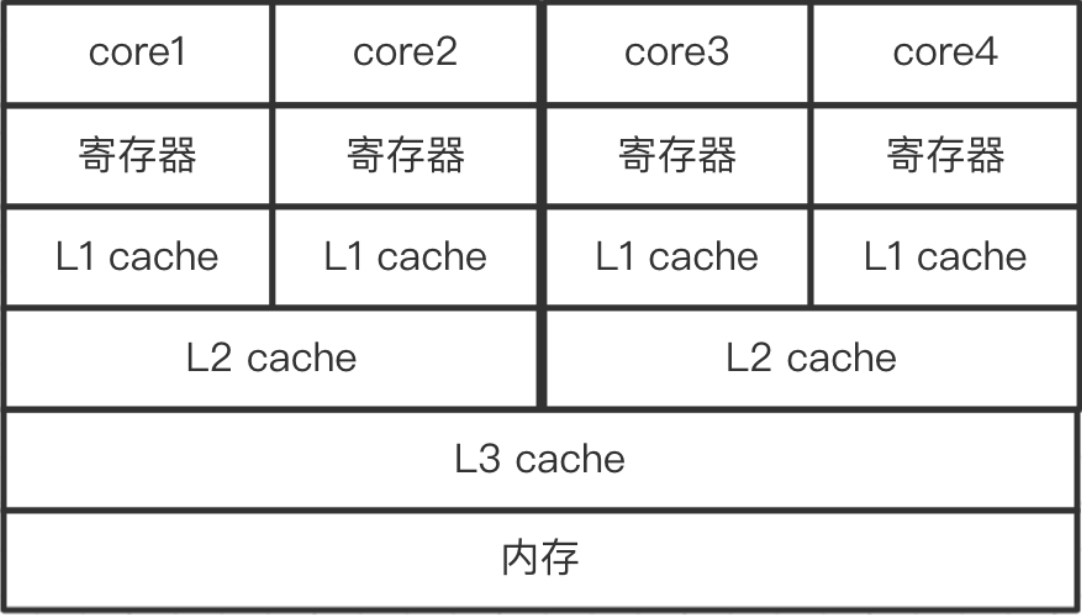 core1 core2 core3 core4
寄存器 寄存器 寄存器 寄存器
L1 cache L1 cache L1 cache L1 cache
L2 cache L2 cache
L3 cache
内存